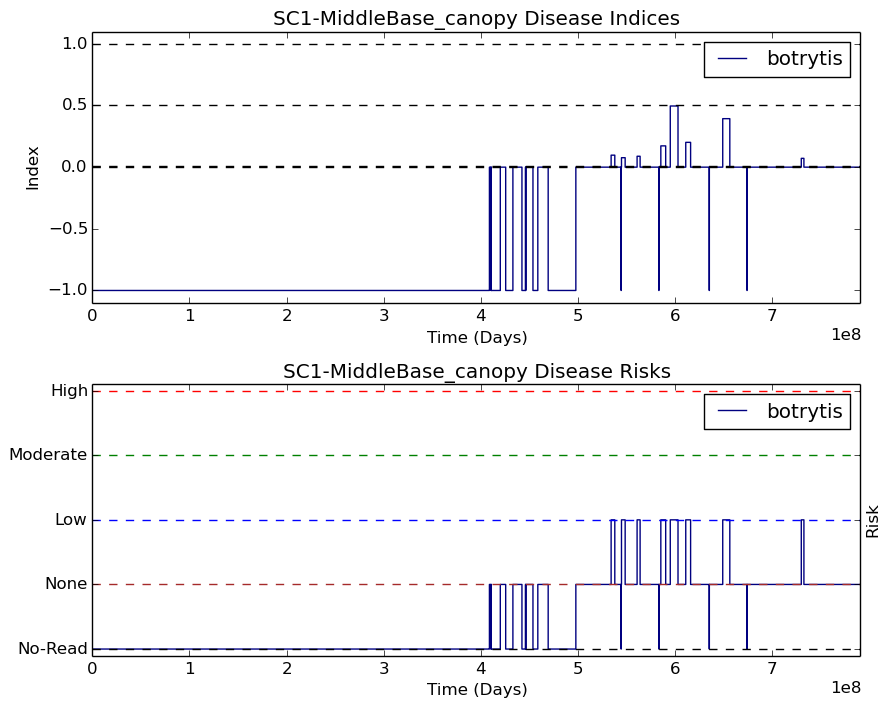 SC1-MiddleBase_canopy Disease Indices
1.0
0.5
0.0
−0.5
−1.0
Index
botrytis
0 1 2 3 4 5 6 7
1e8
Time (Days)
SC1-MiddleBase_canopy Disease Risks
High
Moderate
Low
None
No-Read
botrytis
Risk
0 1 2 3 4 5 6 7
1e8
Time (Days)